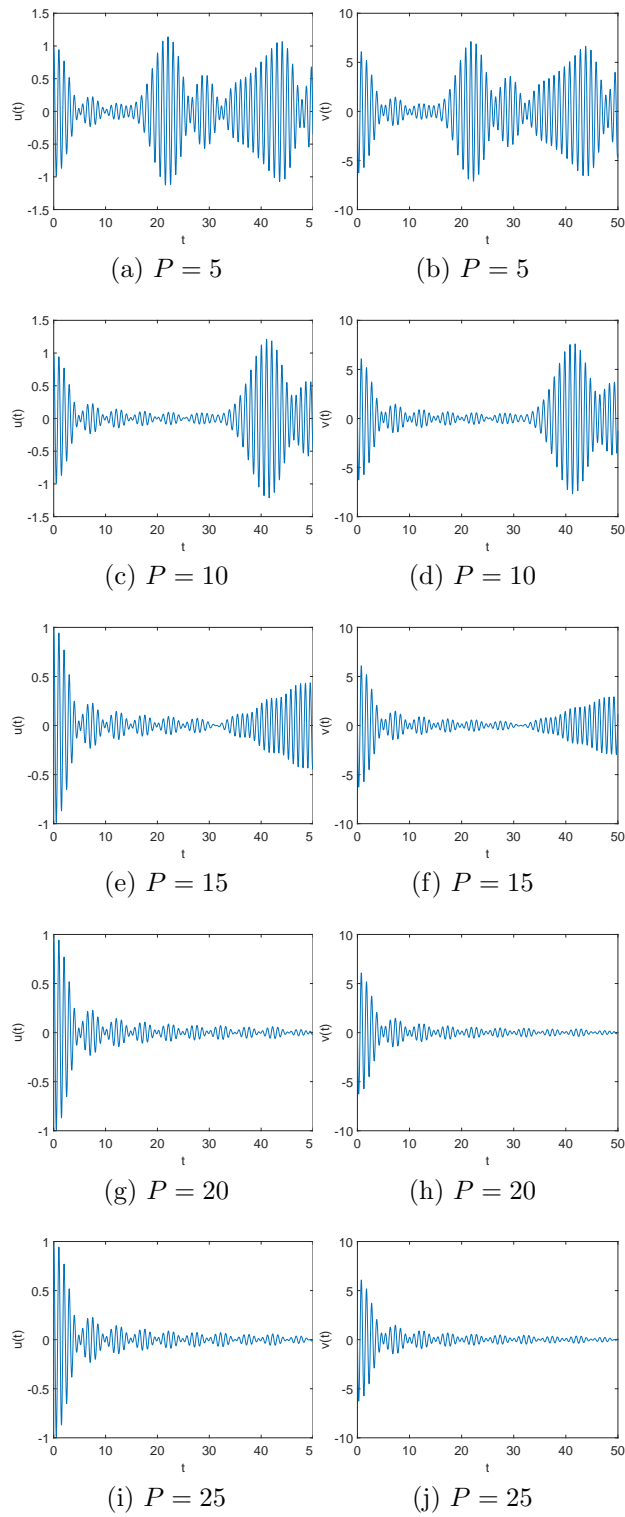 1.5
1
0.5
0
-0.5
-1
-1.5
u(t)
0 10 20 30 40 5
t
(a) P = 5
10
5
0
-5
-10
v(t)
0 10 20 30 40 50
t
(b) P = 5
1.5
1
0.5
0
-0.5
-1
-1.5
u(t)
0 10 20 30 40 5
t
(c) P = 10
10
5
0
-5
-10
v(t)
0 10 20 30 40 50
t
(d) P = 10
1
0.5
0
-0.5
-1
u(t)
0 10 20 30 40 5
t
(e) P = 15
10
5
0
-5
-10
v(t)
0 10 20 30 40 50
t
(f) P = 15
1
0.5
0
-0.5
-1
u(t)
0 10 20 30 40 5
t
(g) P = 20
10
5
0
-5
-10
v(t)
0 10 20 30 40 50
t
(h) P = 20
1
0.5
0
-0.5
-1
u(t)
0 10 20 30 40 5
t
(i) P = 25
10
5
0
-5
-10
v(t)
0 10 20 30 40 50
t
(j) P = 25